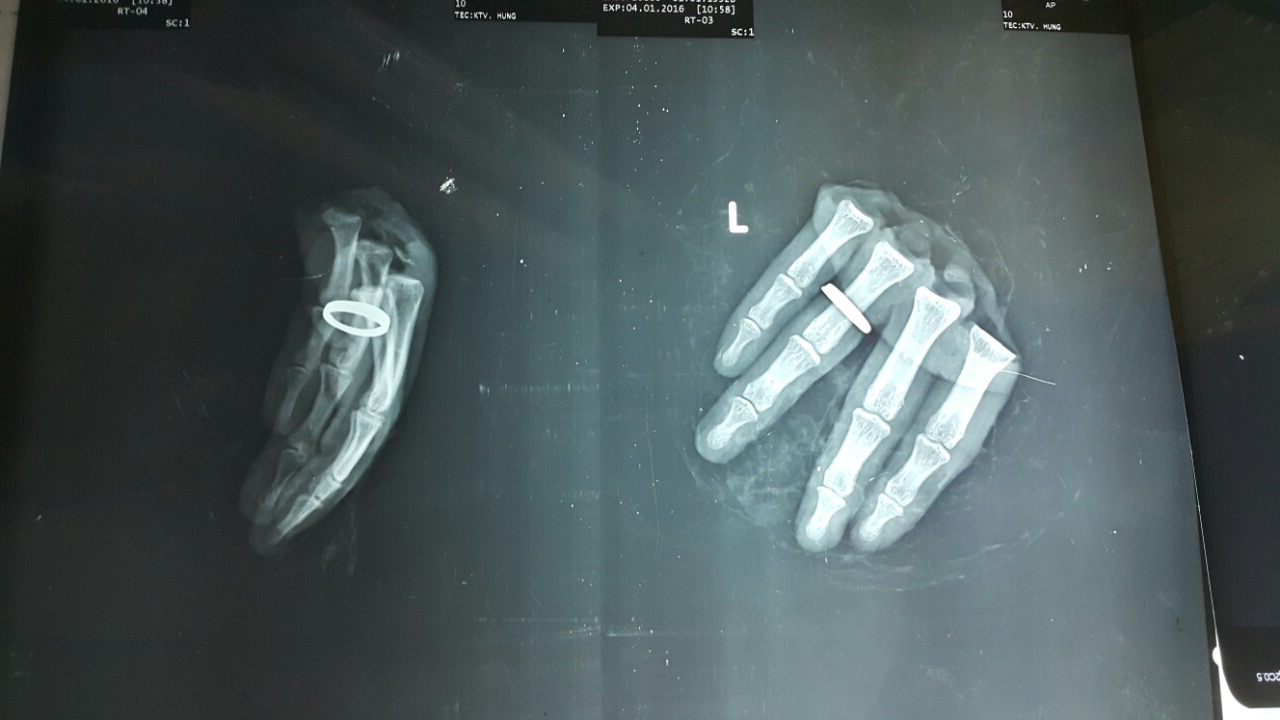 [10:58]
RT-04
SC:1
10
TEC:KTV. HUNG
EXP:04.01.2016 [10:58]
RT-03
SC:1
AP
10
TEC:KTV. HUNG
L